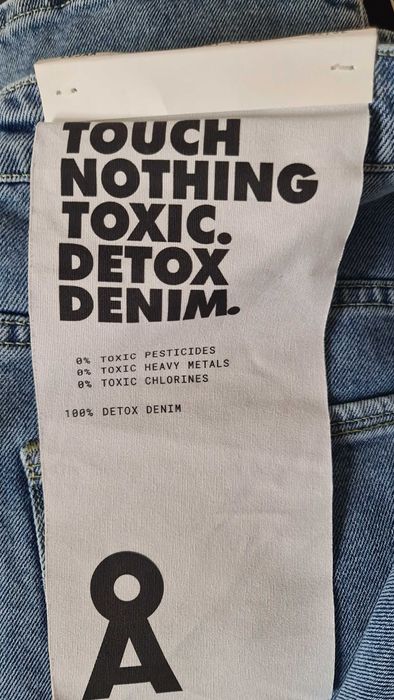 TOUCH
NOTHING
TOXIC.
DETOX
DENIM.
0% TOXIC PESTICIDES
0% TOXIC HEAVY METALS
0% TOXIC CHLORINES
100% DETOX DENIM
Å